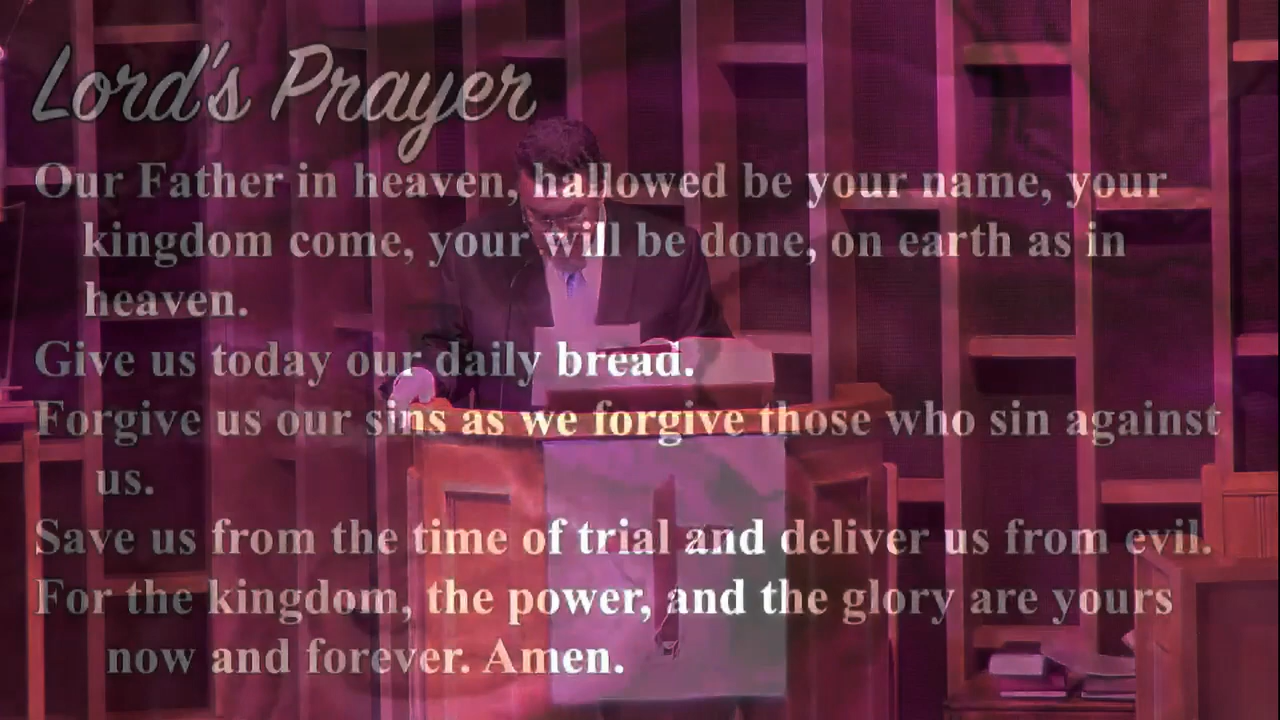 Lord's Prayer
Our Father in heaven, hallowed be your name, your
kingdom come, your will be done, on earth as in
heaven.
Give us today our daily bread.
Forgive us our sins as we forgive those who sin against
us.
Save us from the time of trial and deliver us from evil.
For the kingdom, the power, and the glory are yours
now and forever. Amen.